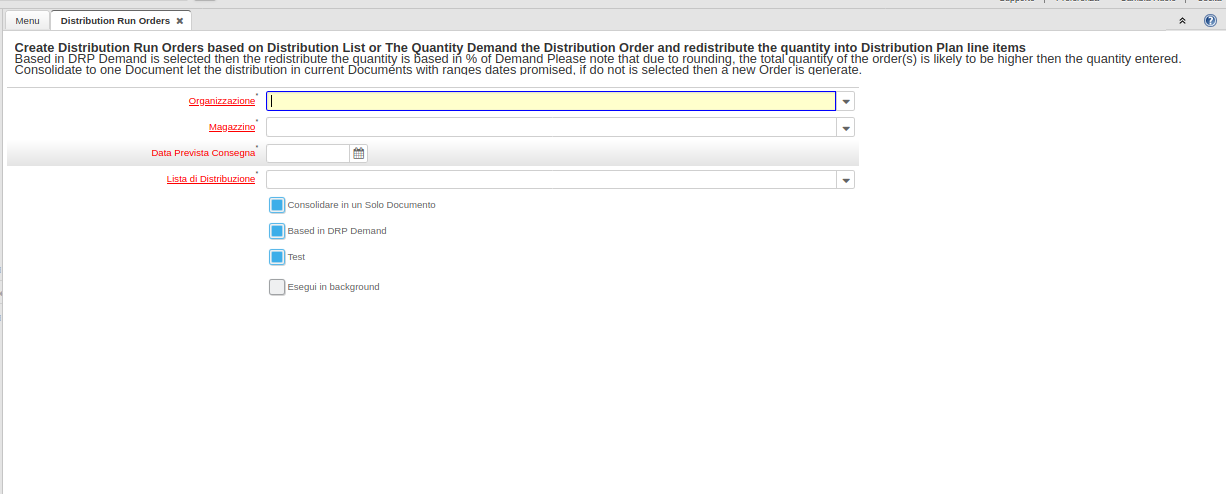 Menu
Distribution Run Orders
Create Distribution Run Orders based on Distribution List or The Quantity Demand the Distribution Order and redistribute the quantity into Distribution Plan line items
Based in DRP Demand is selected then the redistribute the quantity is based in % of Demand Please note that due to rounding, the total quantity of the order(s) is likely to be higher then the quantity entered.
Consolidate to one Document let the distribution in current Documents with ranges dates promised, if do not is selected then a new Order is generate.
Organizzazione*
Magazzino*
Data Prevista Consegna*
Lista di Distribuzione*
Consolidare in un Solo Documento
Based in DRP Demand
Test
Esegui in background